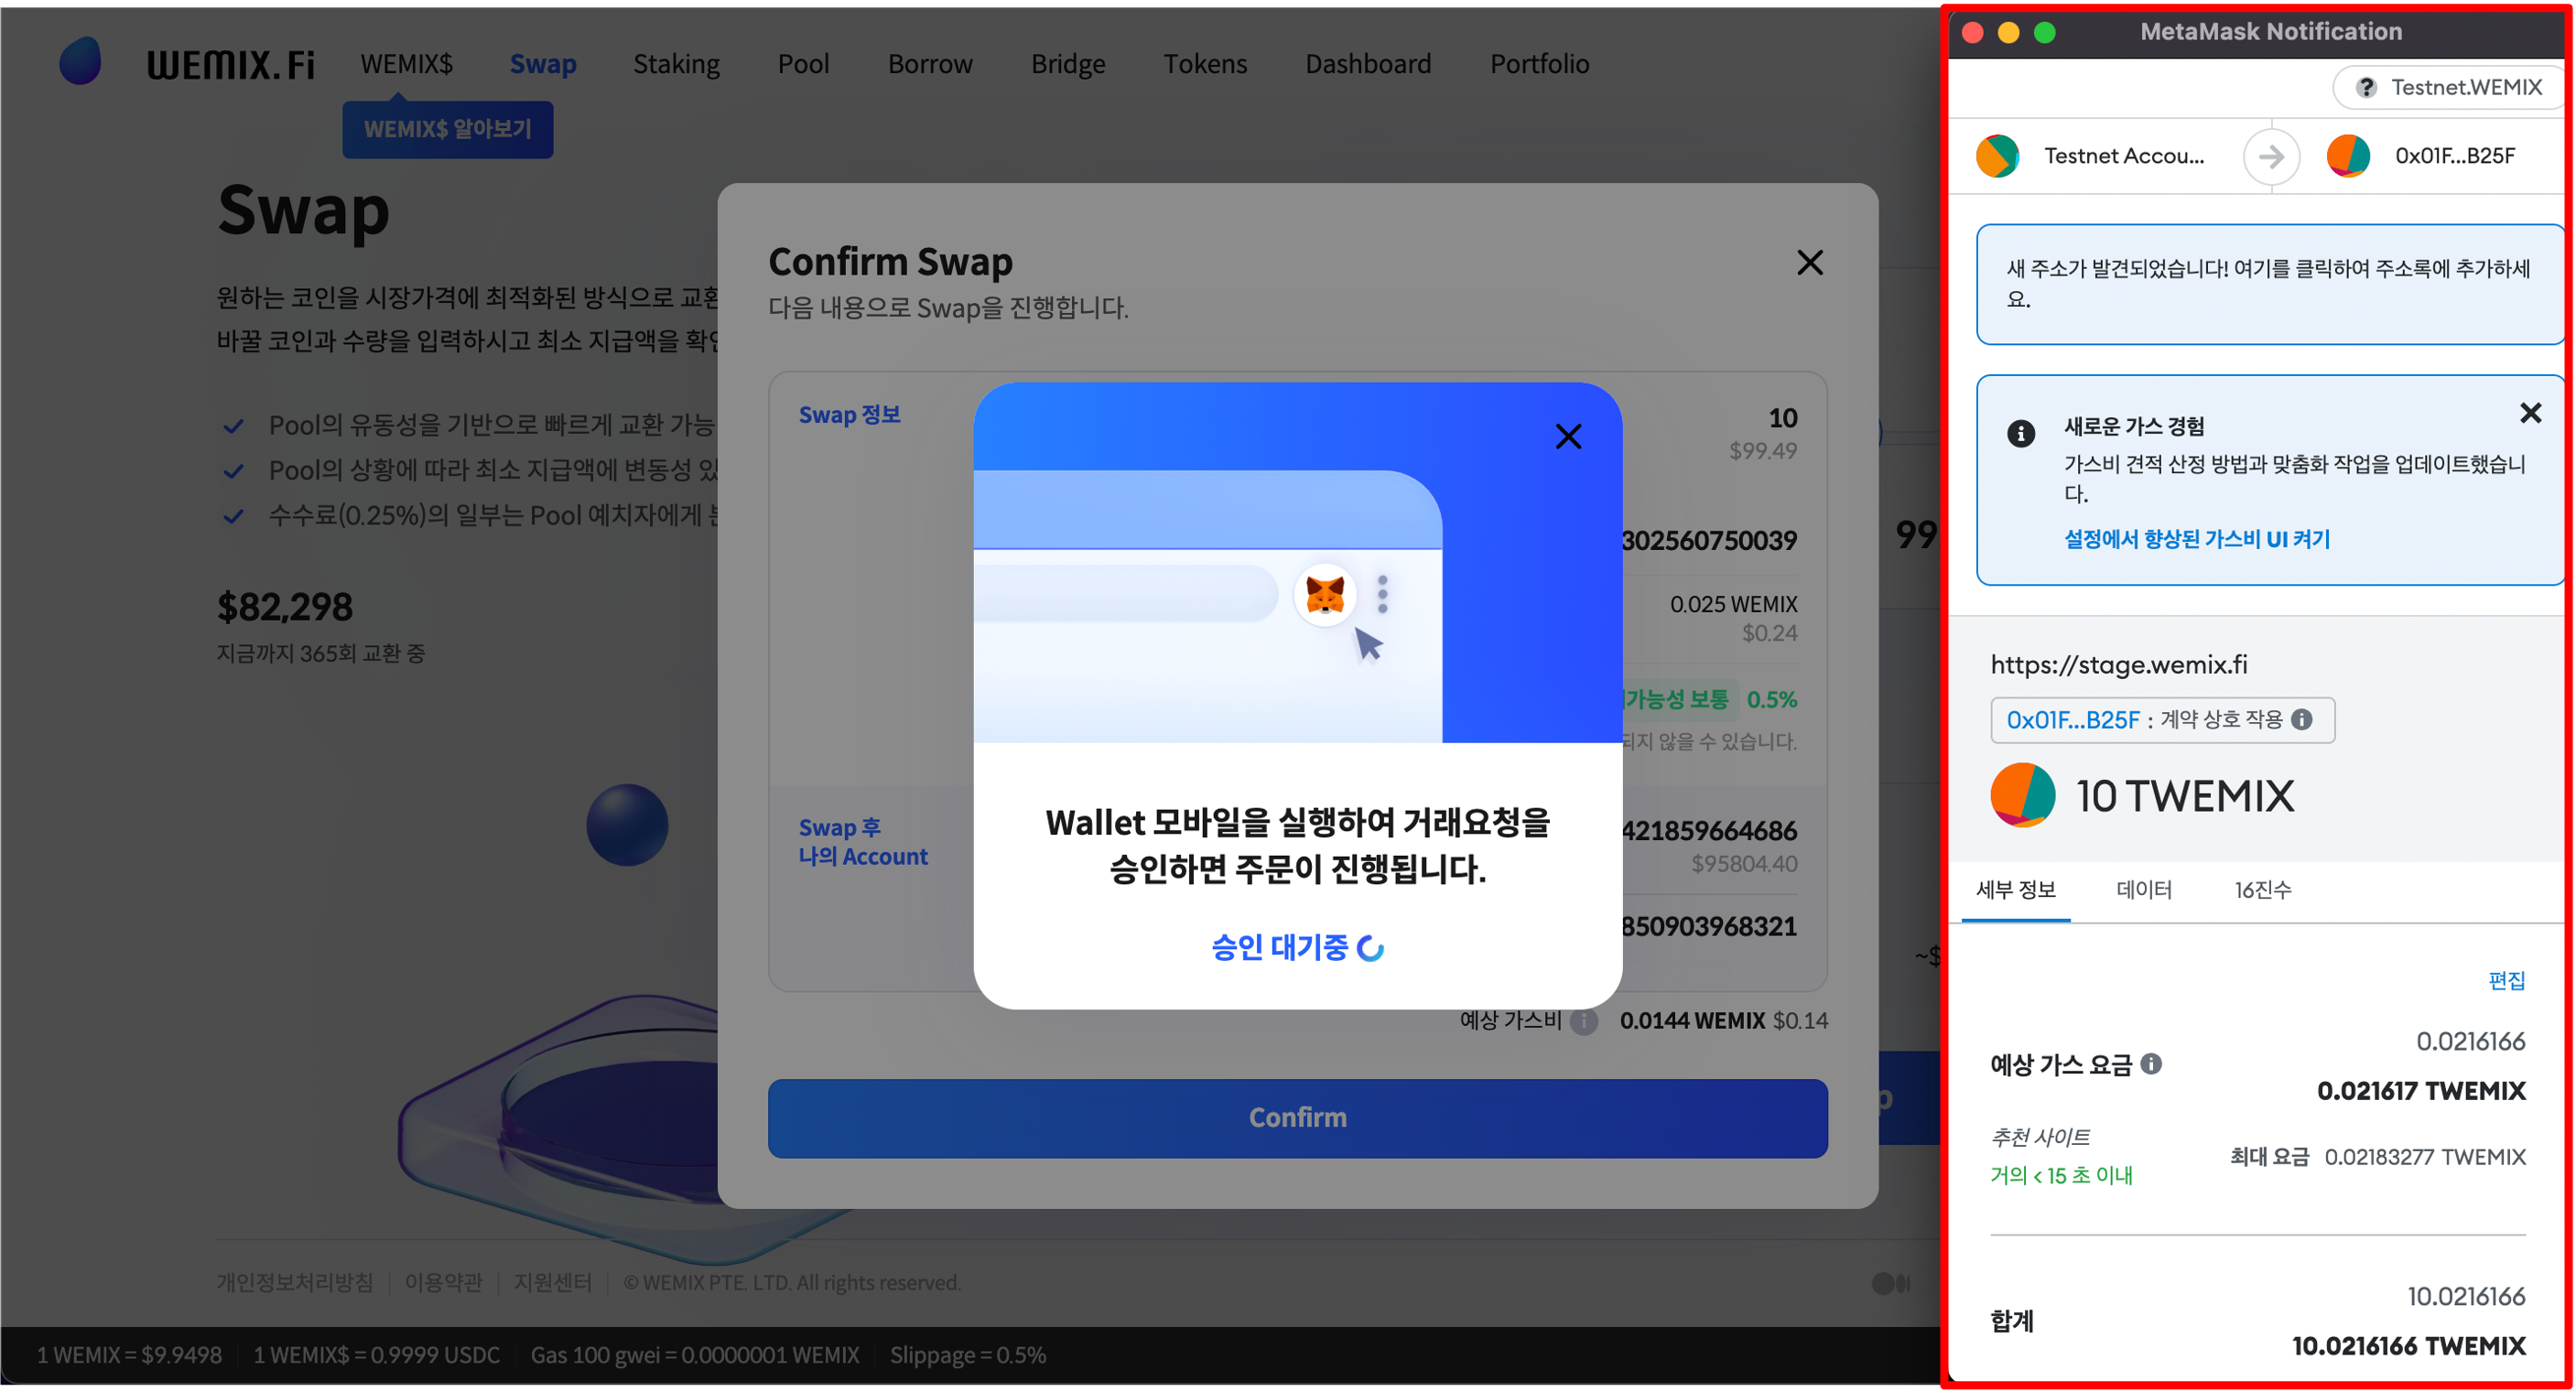 WEMIX.Fi
WEMIX$
Swap
Staking
Pool
Borrow
Bridge
Tokens
Dashboard
Portfolio
WEMIX$ 알아보기
Swap
원하는 코인을 시장가격에 최적화된 방식으로 교환
바꿀 코인과 수량을 입력하시고 최소 지급액을
Pool의 유동성을 기반으로 빠르게 교환 가능
Pool의 상황에 따라 최소 지급액에 변동성
수수료(0.25%)의 일부는 Pool 예치자에게
$82,298
지금까지 365회 교환 중
Confirm Swap
다음 내용으로 Swap을 진행합니다.
Swap 정보
10
$99.49
302560750039
0.025 WEMIX
$0.24
가능성 보통 0.5%
되지 않을 수 있습니다.
Swap 후
나의 Account
421859664686
$95804.40
850903968321
예상 가스비 0.0144 WEMIX $0.14
Confirm
Wallet 모바일을 실행하여 거래요청을
승인하면 주문이 진행됩니다.
승인 대기중
99
~$
p
개인정보처리방침
이용약관
지원센터
© WEMIX PTE. LTD. All rights reserved.
1 WEMIX = $9.9498
1 WEMIX$ = 0.9999 USDC
Gas 100 gwei = 0.0000001 WEMIX
Slippage = 0.5%
MetaMask Notification
Testnet.WEMIX
Testnet Accou...
0x01F...B25F
새 주소가 발견되었습니다! 여기를 클릭하여 주소록에 추가하세
요.
새로운 가스 경험
가스비 견적 산정 방법과 맞춤화 작업을 업데이트했습니
다.
설정에서 향상된 가스비 UI 켜기
https://stage.wemix.fi
0x01F...B25F : 계약 상호 작용
10 TWEMIX
세부 정보
데이터
16진수
편집
0.0216166
예상 가스 요금
0.021617 TWEMIX
추천 사이트
거의 < 15 초 이내
최대 요금 0.02183277 TWEMIX
10.0216166
합계
10.0216166 TWEMIX